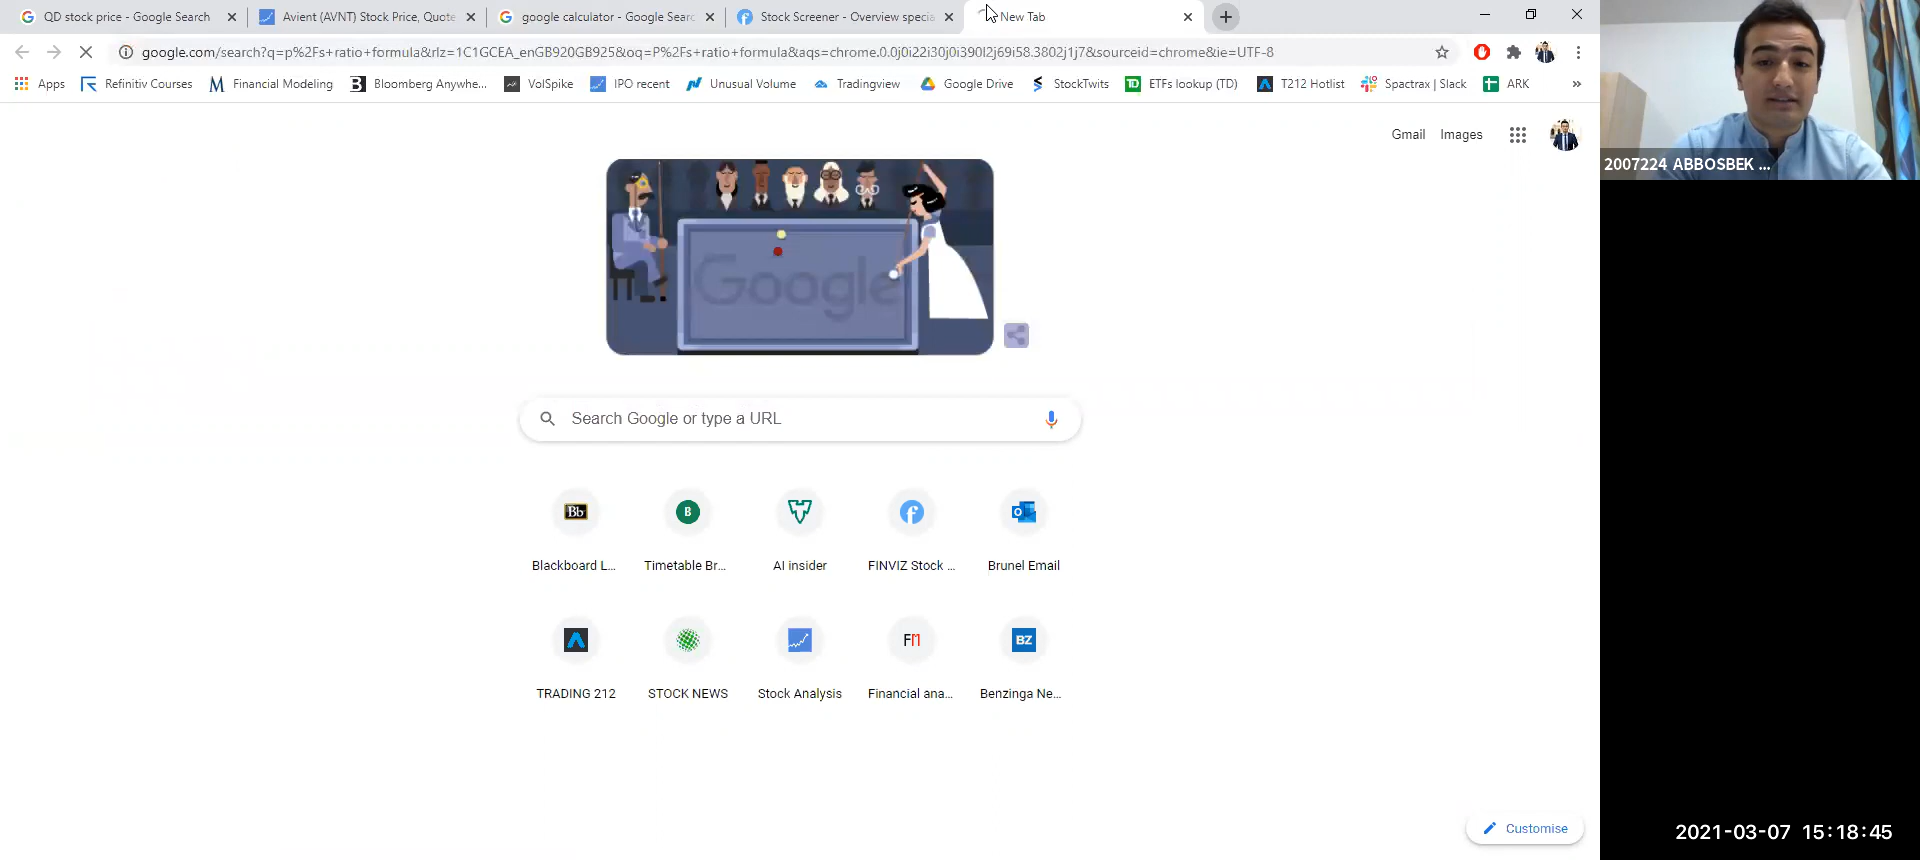 QD stock price - Google Search
Avient (AVNT) Stock Price, Quote
google calculator - Google Searc
Stock Screener - Overview specia
New Tab
google.com/search?q=p%2Fs+ratio+formula&rlz=1C1GCEA_enGB920GB925&oq=P%2Fs+ratio+formula&aqs=chrome.0.0j0i22i30j0i390l2j69i58.3802j1j7&sourceid=chrome&ie=UTF-8
Apps
Refinitiv Courses
Financial Modeling
Bloomberg Anywhe...
VolSpike
IPO recent
Unusual Volume
Tradingview
Google Drive
StockTwits
ETFs lookup (TD)
T212 Hotlist
Spactrax | Slack
ARK
Gmail Images
2007224 ABBOSBEK ...
Google
Search Google or type a URL
Bb
B
BZ
Blackboard L...
Timetable Br...
AI insider
FINVIZ Stock ...
Brunel Email
TRADING 212
STOCK NEWS
Stock Analysis
Financial ana...
Benzinga Ne...
Customise
2021-03-07 15:18:45